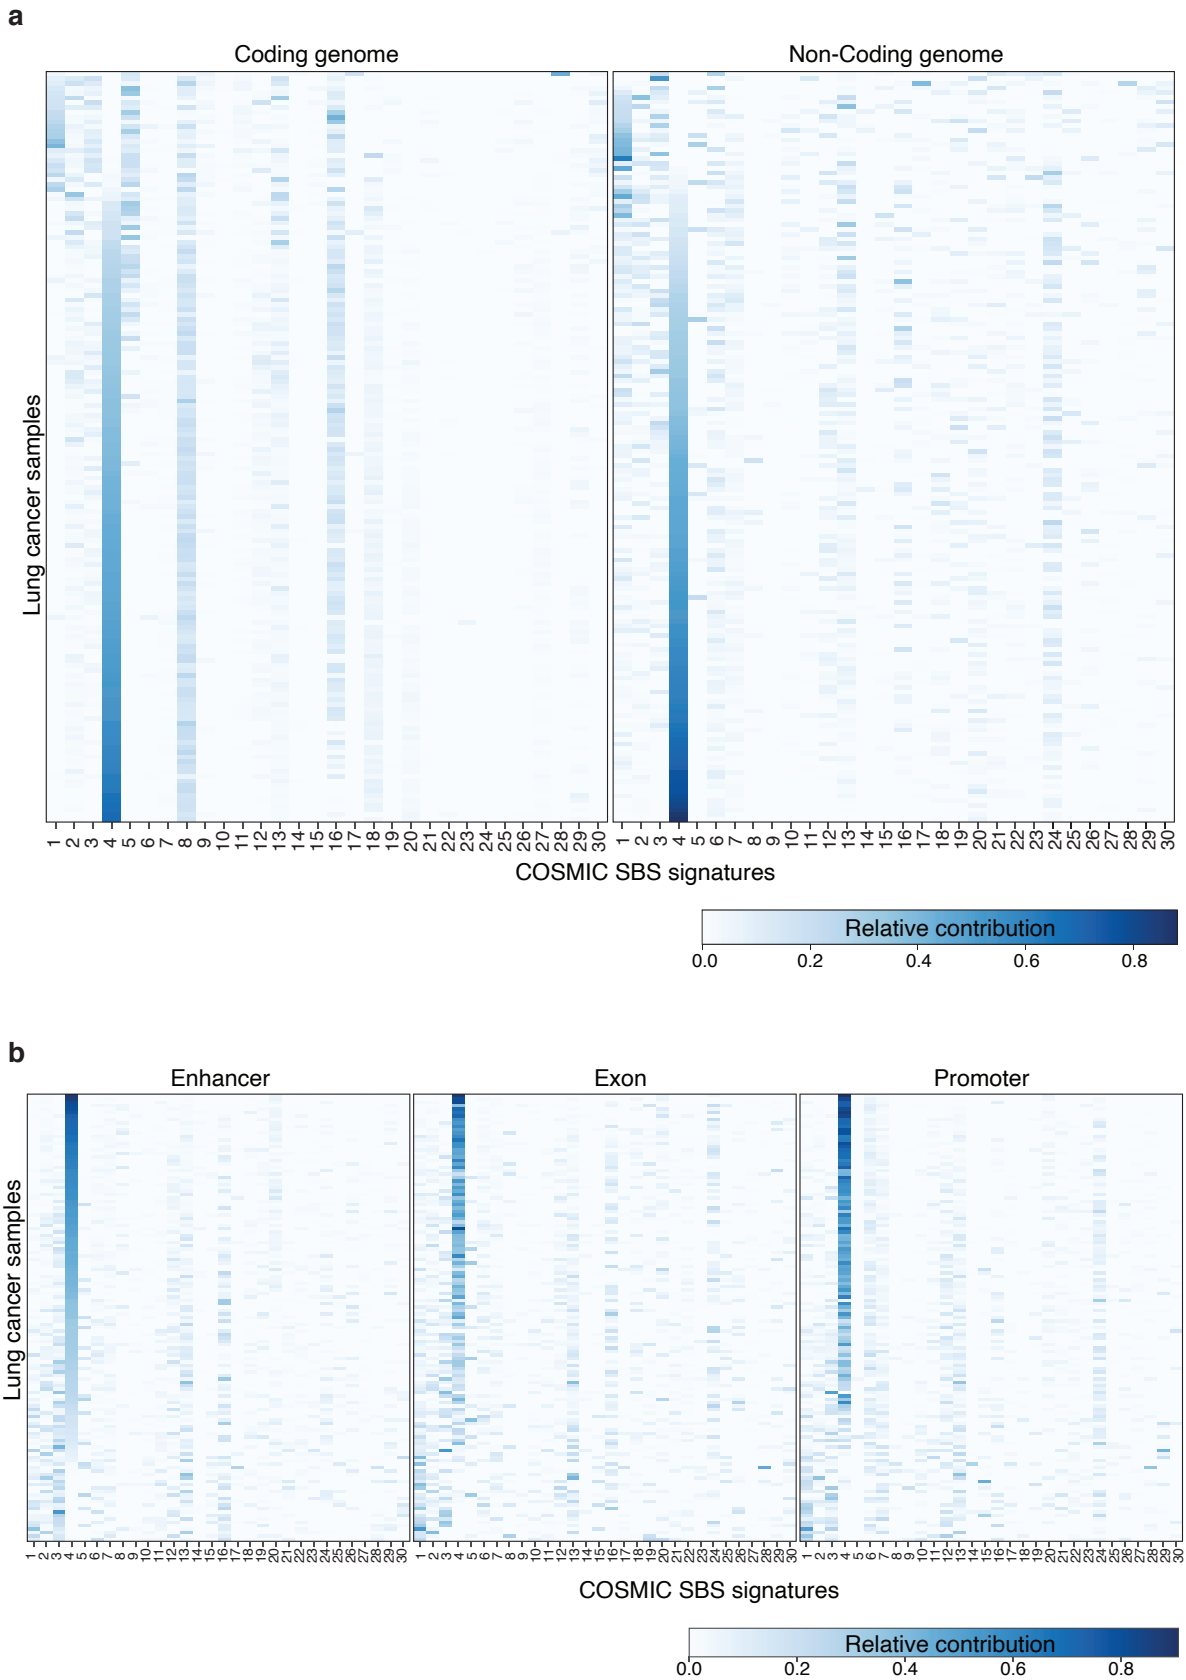 a
Coding genome
Non-Coding genome
Lung cancer samples
1 2 3 4 5 6 7 8 9 10 11 12 13 14 15 16 17 18 19 20 21 22 23 24 25 26 27 28 29 30
1 2 3 4 5 6 7 8 9 10 11 12 13 14 15 16 17 18 19 20 21 22 23 24 25 26 27 28 29 30
COSMIC SBS signatures
Relative contribution
0.0 0.2 0.4 0.6 0.8
b
Enhancer
Exon
Promoter
Lung cancer samples
1 2 3 4 5 6 7 8 9 10 11 12 13 14 15 16 17 18 19 20 21 22 23 24 25 26 27 28 29 30
1 2 3 4 5 6 7 8 9 10 11 12 13 14 15 16 17 18 19 20 21 22 23 24 25 26 27 28 29 30
1 2 3 4 5 6 7 8 9 10 11 12 13 14 15 16 17 18 19 20 21 22 23 24 25 26 27 28 29 30
COSMIC SBS signatures
Relative contribution
0.0 0.2 0.4 0.6 0.8